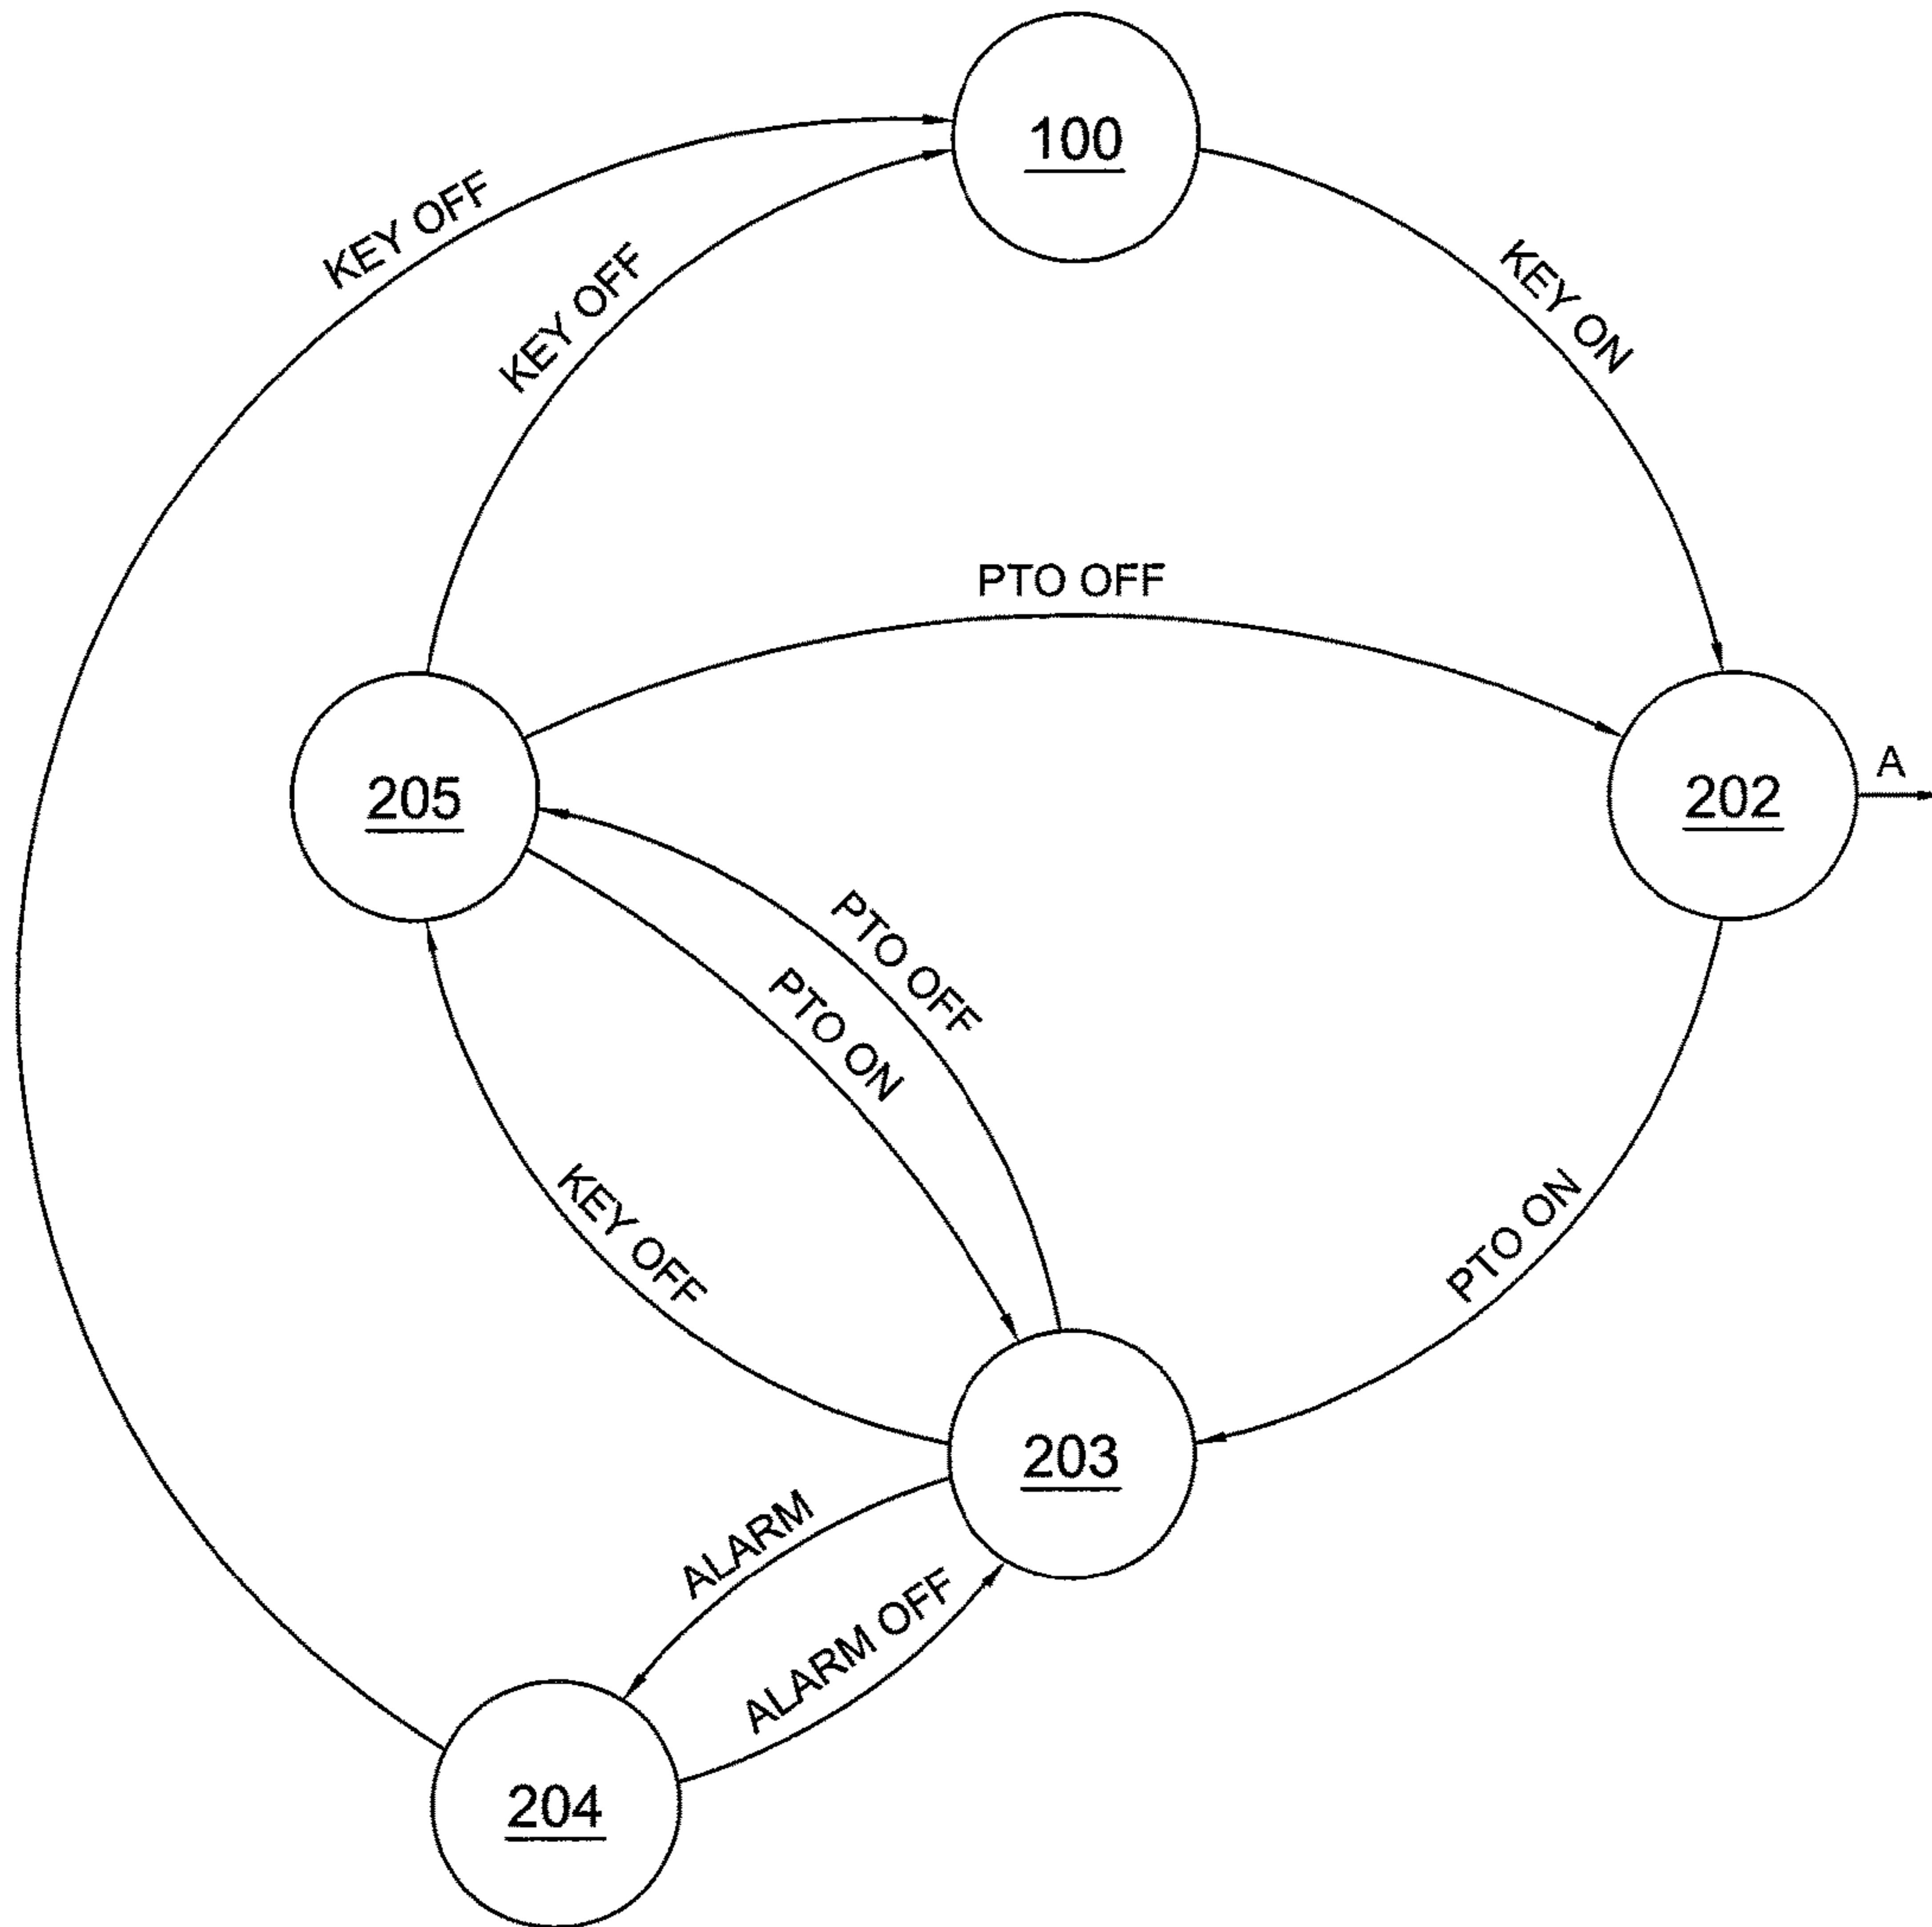 100
KEY OFF
KEY OFF
KEY ON
PTO OFF
A
205
202
PTO OFF
PTO ON
KEY OFF
PTO ON
203
ALARM
ALARM OFF
204